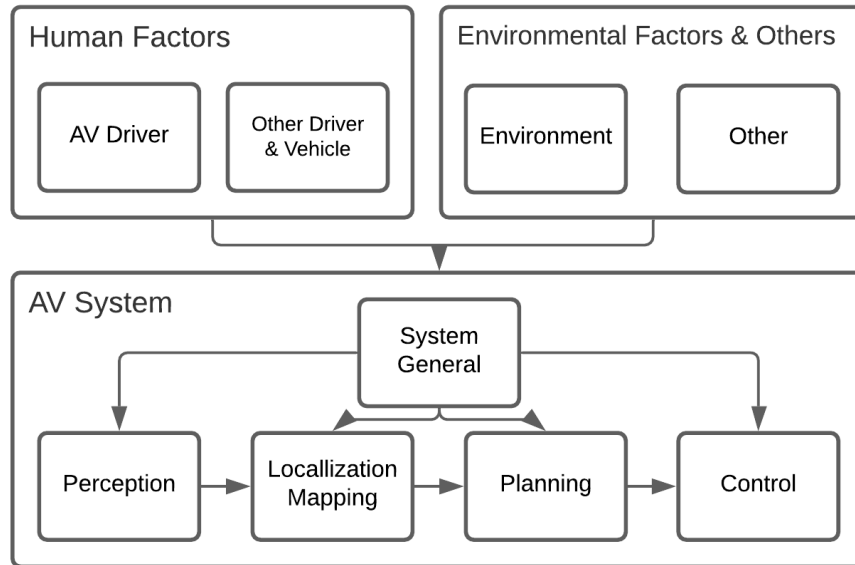 Human Factors
AV Driver
Other Driver
& Vehicle
Environmental Factors & Others
Environment
Other
AV System
System
General
Perception
Locallization
Mapping
Planning
Control